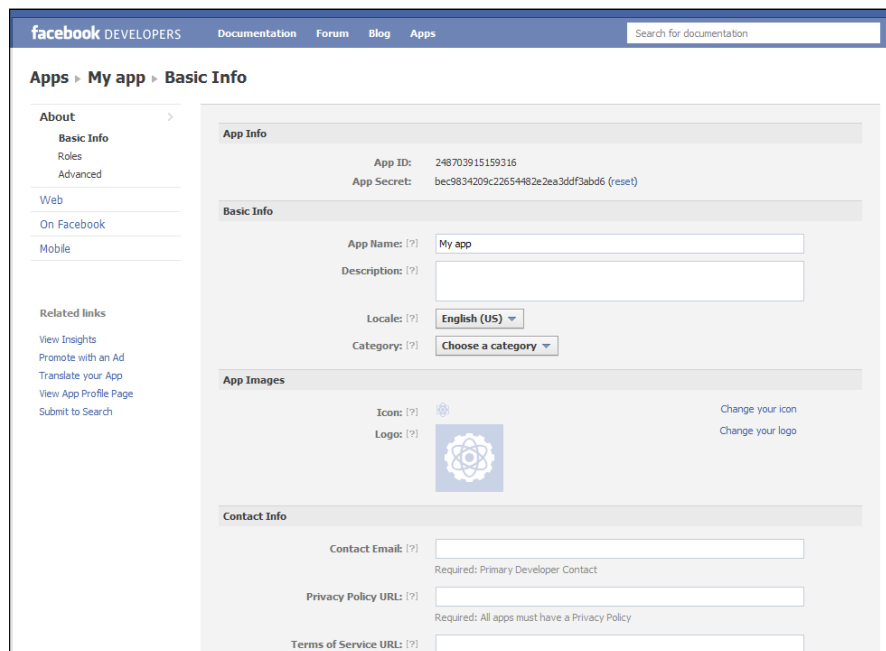 facebook DEVELOPERS Documentation Forum Blog Apps Search for documentation
Apps ▸ My app ▸ Basic Info
About
Basic Info
Roles
Advanced
Web
On Facebook
Mobile
Related links
View Insights
Promote with an Ad
Translate your App
View App Profile Page
Submit to Search
App Info
App ID: 248703915159316
App Secret: bec9834209c22654482e2ea3ddf3abd6 (reset)
Basic Info
App Name: [?] My app
Description: [?]
Locale: [?] English (US)
Category: [?] Choose a category
App Images
Icon: [?] Change your icon
Logo: [?] Change your logo
Contact Info
Contact Email: [?]
Required: Primary Developer Contact
Privacy Policy URL: [?]
Required: All apps must have a Privacy Policy
Terms of Service URL: [?]